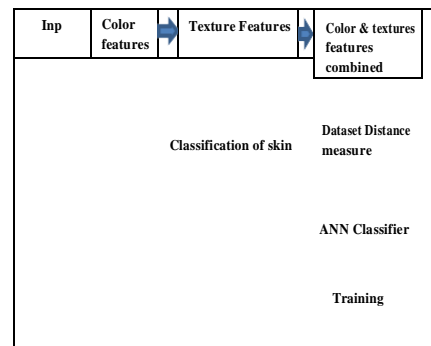 Inp
Color
features
Texture Features
Color & textures
features
combined
Classification of skin
Dataset Distance
measure
ANN Classifier
Training